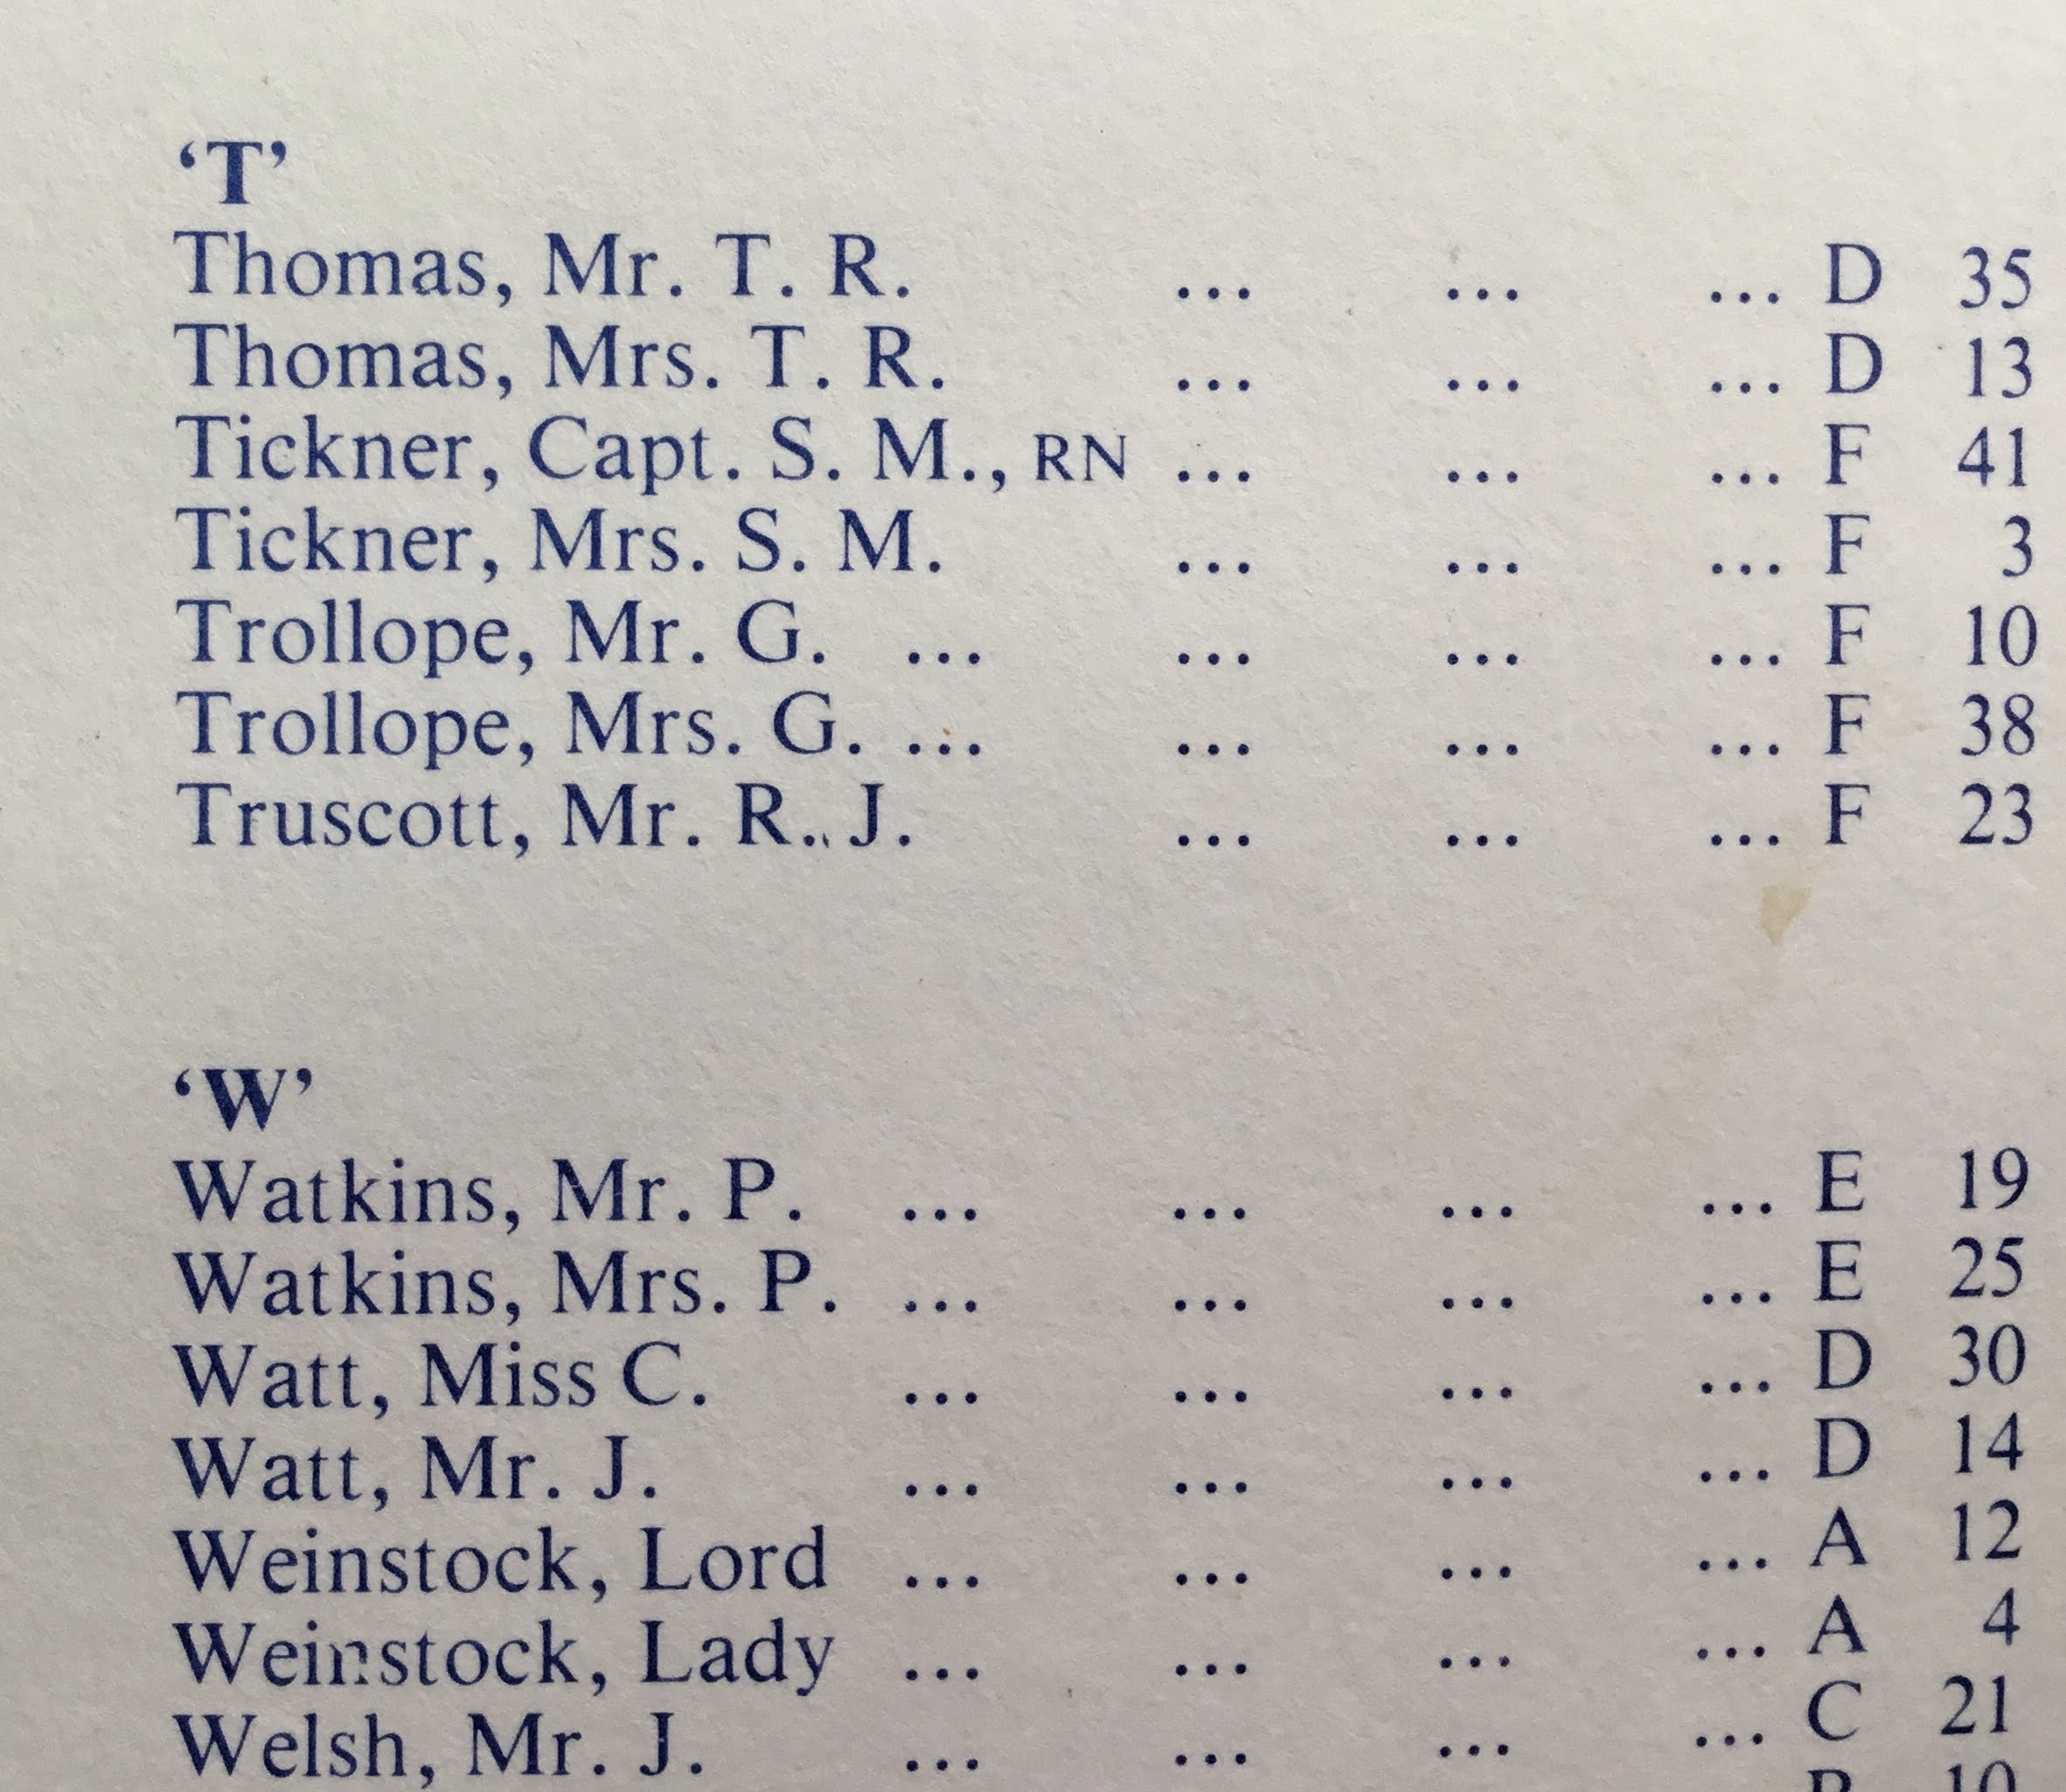 ‘T’
Thomas, Mr. T. R. ... ... ... D 35
Thomas, Mrs. T. R. ... ... ... D 13
Tickner, Capt. S. M., RN ... ... ... F 41
Tickner, Mrs. S. M. ... ... ... F 3
Trollope, Mr. G. ... ... ... ... F 10
Trollope, Mrs. G. ... ... ... ... F 38
Truscott, Mr. R. J. ... ... ... F 23
‘W’
Watkins, Mr. P. ... ... ... ... E 19
Watkins, Mrs. P. ... ... ... ... E 25
Watt, Miss C. ... ... ... ... D 30
Watt, Mr. J. ... ... ... ... D 14
Weinstock, Lord ... ... ... ... A 12
Weinstock, Lady ... ... ... ... A 4
Welsh, Mr. J. ... ... ... ... C 21